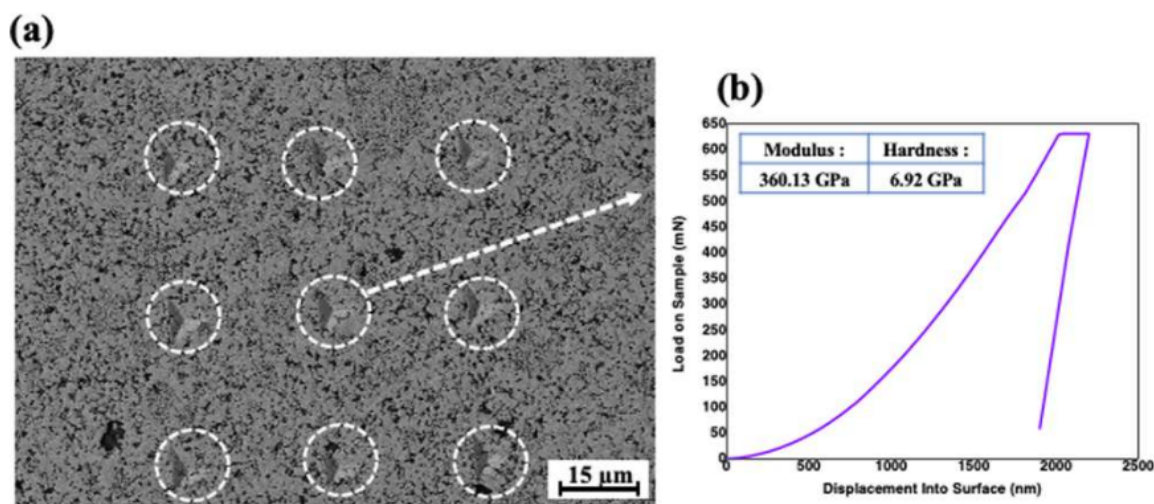 (a)
15 µm
(b)
Modulus : Hardness :
360.13 GPa 6.92 GPa
Load on Sample (mN)
650
600
550
500
450
400
350
300
250
200
150
100
50
0
0 500 1000 1500 2000 2500
Displacement Into Surface (nm)